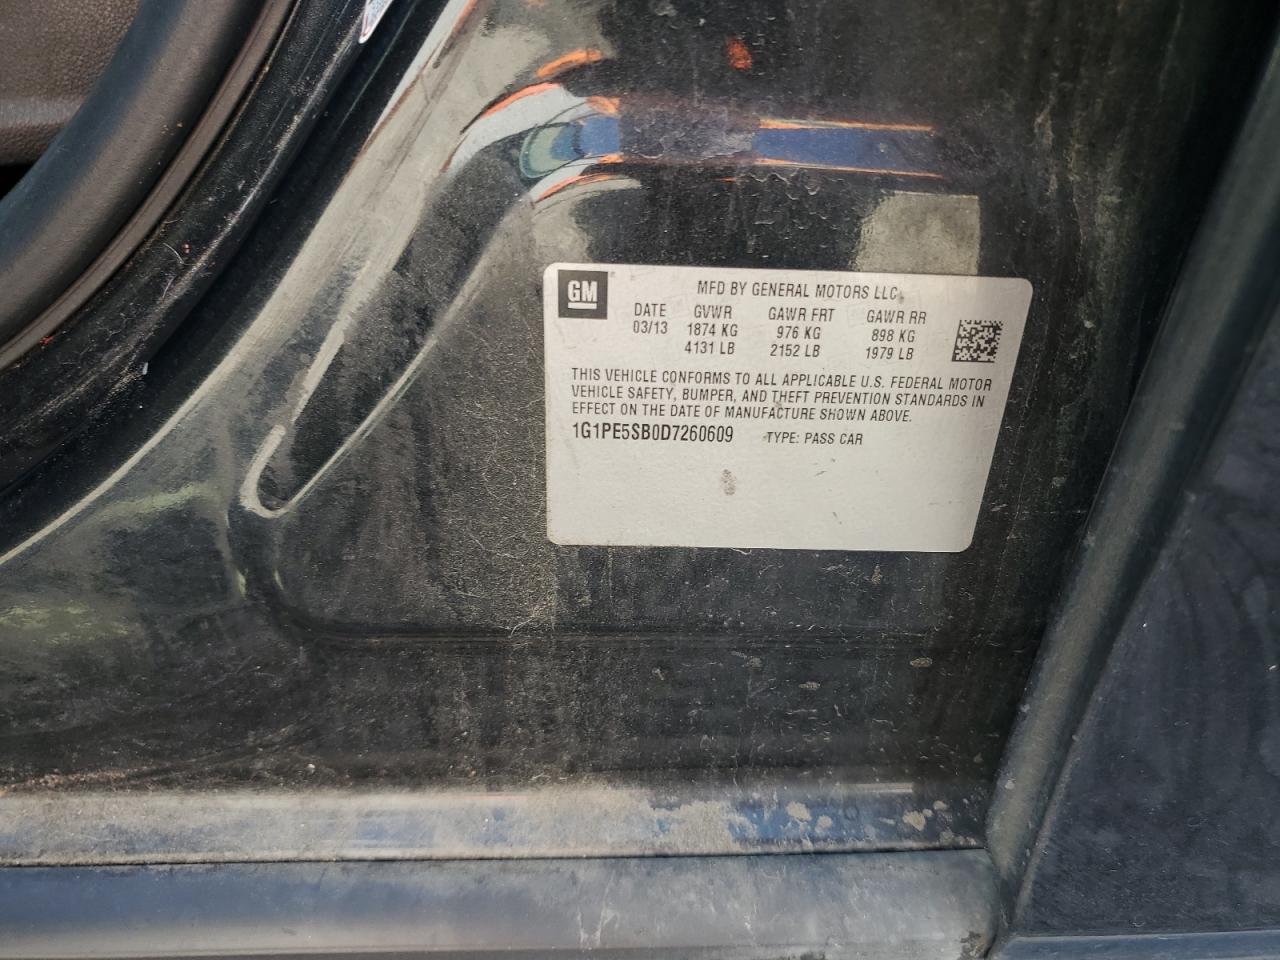 GM
MFD BY GENERAL MOTORS LLC
DATE GVWR GAWR FRT GAWR RR
03/13 1874 KG 976 KG 898 KG
4131 LB 2152 LB 1979 LB
THIS VEHICLE CONFORMS TO ALL APPLICABLE U.S. FEDERAL MOTOR
VEHICLE SAFETY, BUMPER, AND THEFT PREVENTION STANDARDS IN
EFFECT ON THE DATE OF MANUFACTURE SHOWN ABOVE.
1G1PE5SB0D7260609 TYPE: PASS CAR